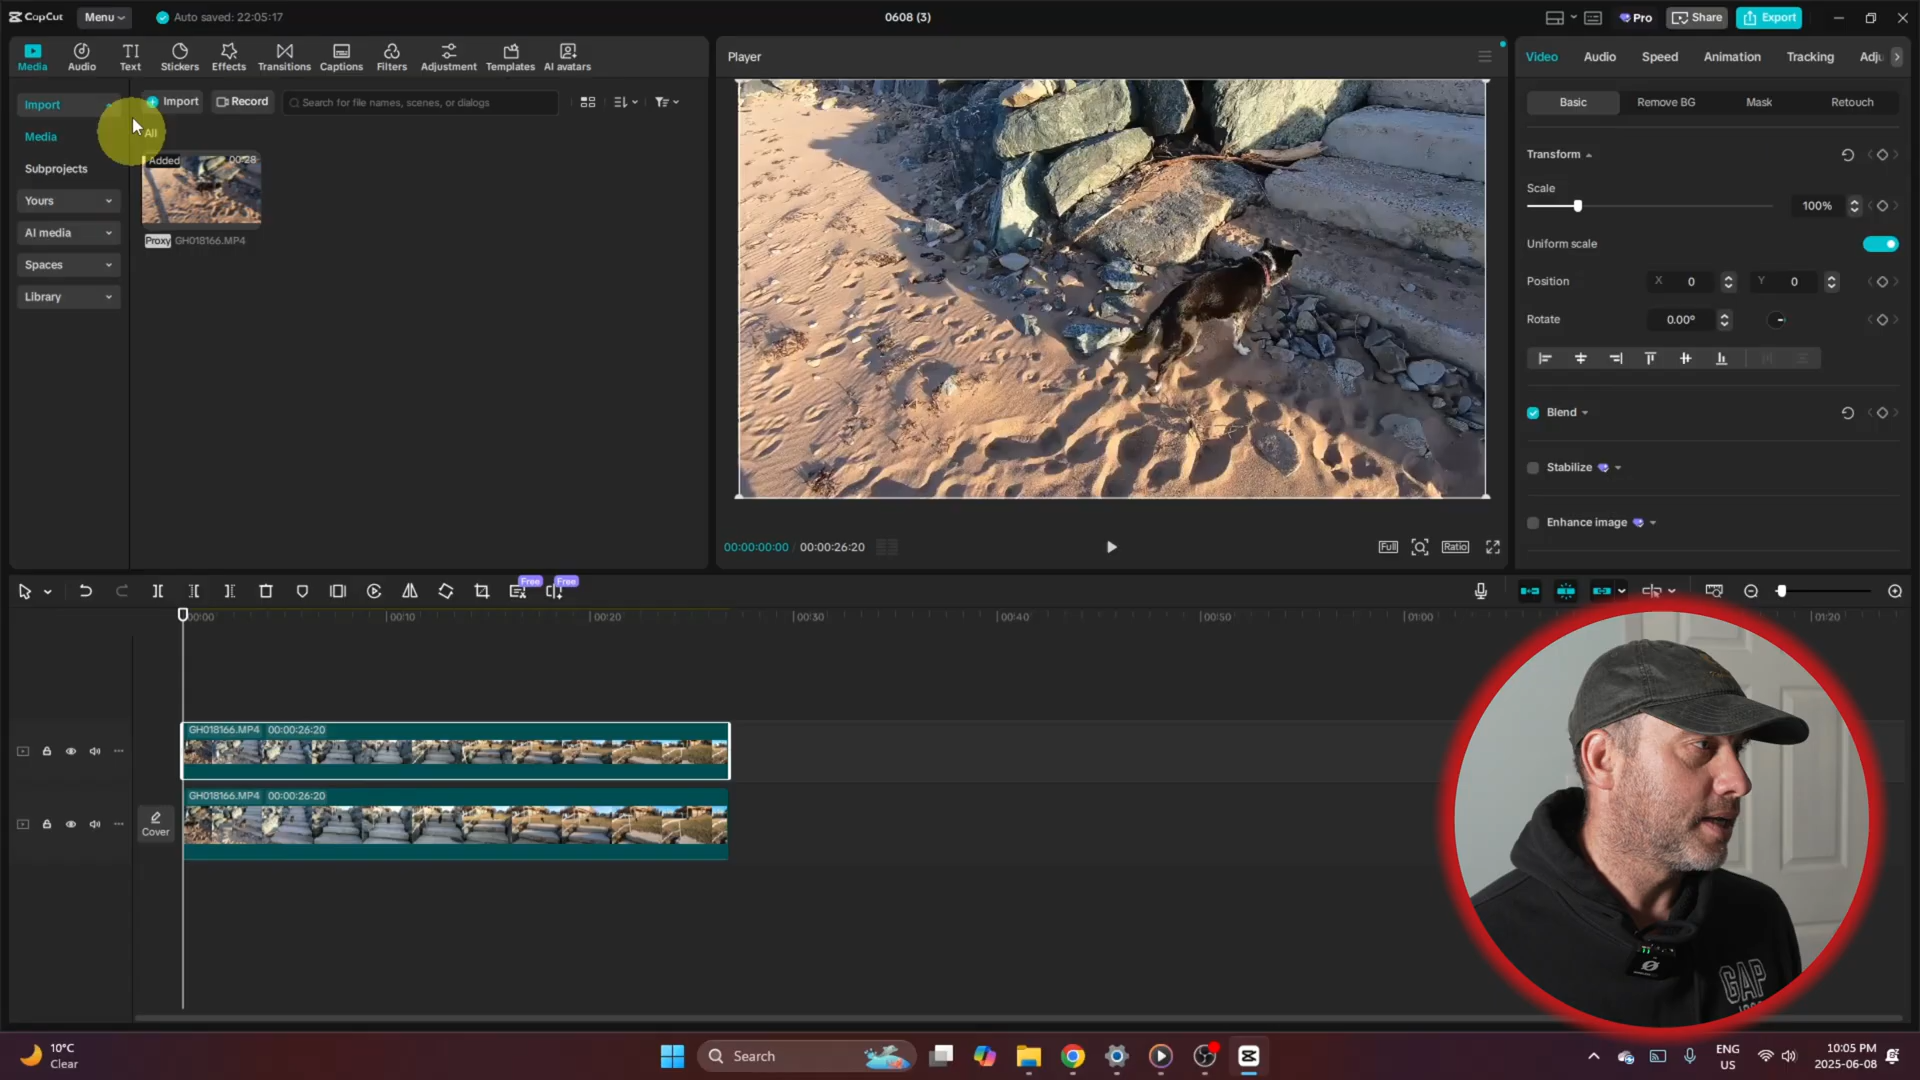 CapCut
Menu
Auto saved: 22:05:17
0608 (3)
Pro
Share
Export
Media
Audio
Text
Stickers
Effects
Transitions
Captions
Filters
Adjustment
Templates
AI avatars
Player
Video
Audio
Speed
Animation
Tracking
Adju
Import
Import
Record
Search for file names, scenes, or dialogs
Basic
Remove BG
Mask
Retouch
Media
All
Added
00:28
Subprojects
Yours
AI media
Spaces
Library
Proxy GH018166.MP4
Transform
Scale
100%
Uniform scale
Position
X 0
Y 0
Rotate
0.00°
Blend
Stabilize
Enhance image
00:00:00:00 / 00:00:26:20
Full
Ratio
Free
Free
00:00
00:10
00:20
00:30
00:40
00:50
01:00
01:20
GH018166.MP4 00:00:26:20
GH018166.MP4 00:00:26:20
Cover
GAP
10°C
Clear
Search
ENG
US
10:05 PM
2025-06-08